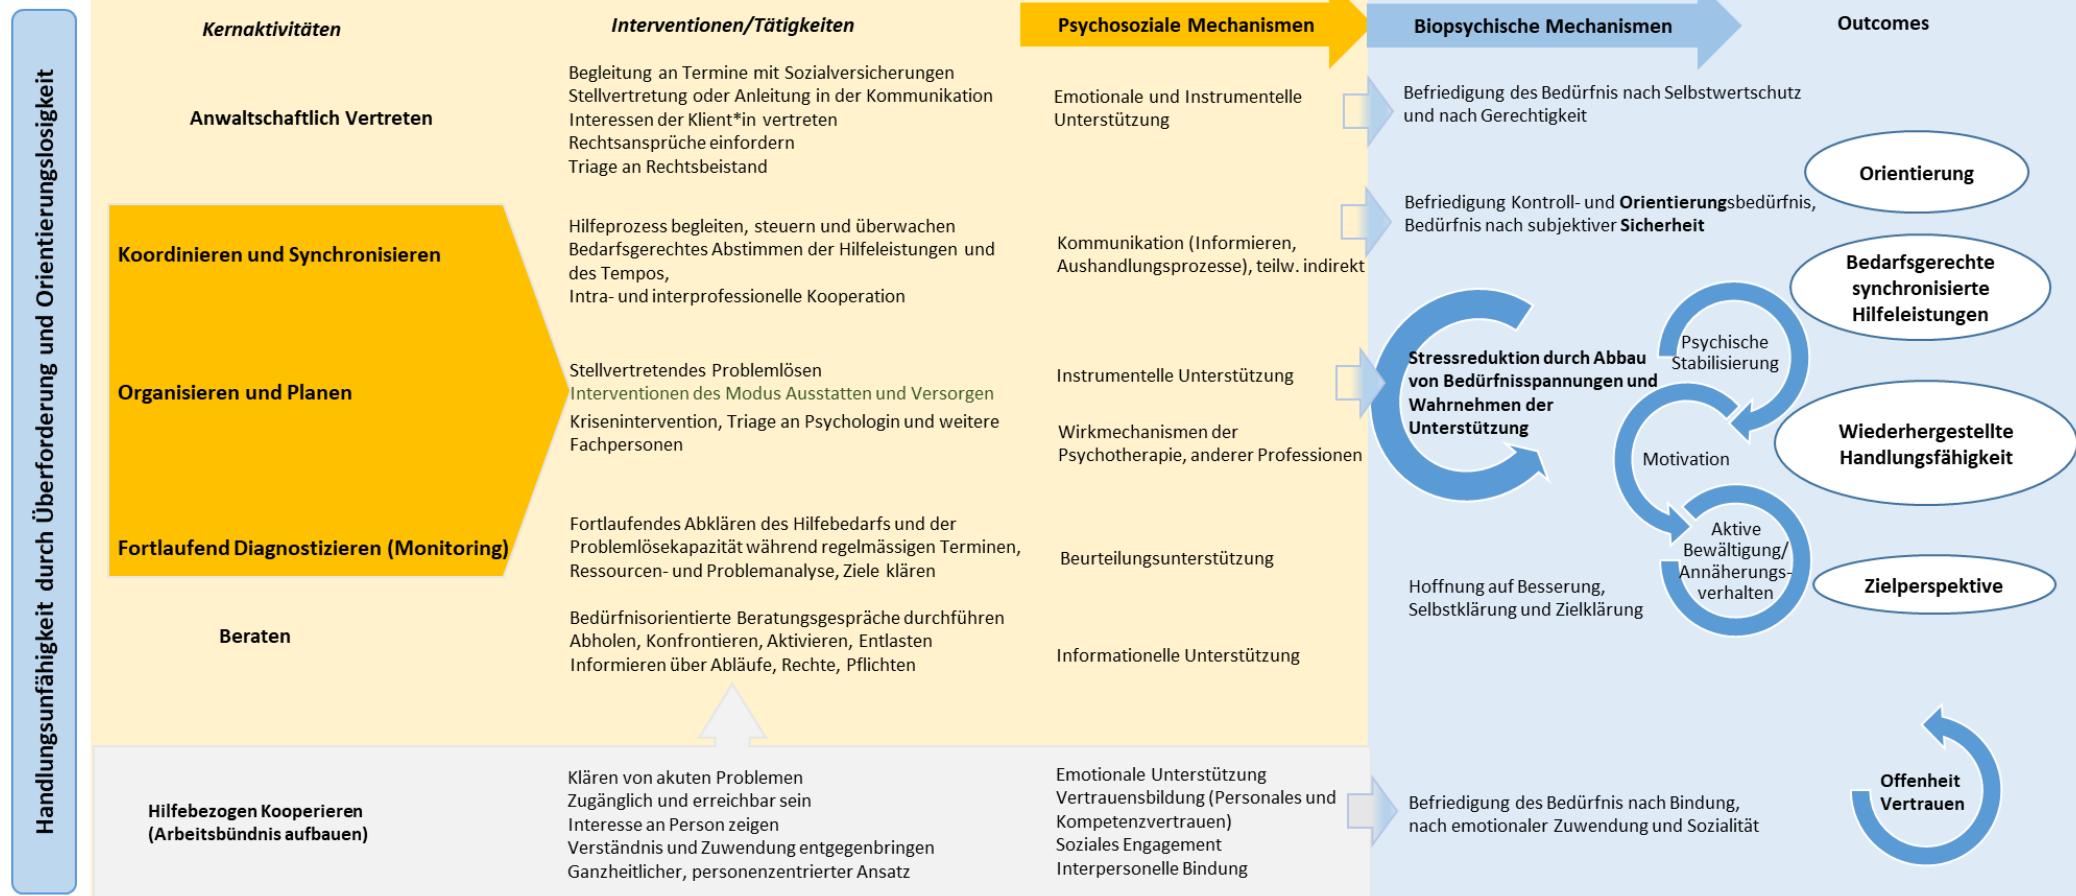 Handlungsunfähigkeit durch Überforderung und Orientierungslosigkeit
Kernaktivitäten
Interventionen/Tätigkeiten
Psychosoziale Mechanismen
Biopsychische Mechanismen
Outcomes
Anwaltschaftlich Vertreten
Begleitung an Termine mit Sozialversicherungen
Stellvertretung oder Anleitung in der Kommunikation
Interessen der Klient*in vertreten
Rechtsansprüche einfordern
Triage an Rechtsbeistand
Emotionale und Instrumentelle
Unterstützung
Befriedigung des Bedürfnis nach Selbstwertschutz
und nach Gerechtigkeit
Koordinieren und Synchronisieren
Hilfeprozess begleiten, steuern und überwachen
Bedarfsgerechtes Abstimmen der Hilfeleistungen und
des Tempos,
Intra- und interprofessionelle Kooperation
Kommunikation (Informieren,
Aushandlungsprozesse), teilw. indirekt
Befriedigung Kontroll- und Orientierungsbedürfnis,
Bedürfnis nach subjektiver Sicherheit
Organisieren und Planen
Stellvertretendes Problemlösen
Interventionen des Modus Ausstatten und Versorgen
Krisenintervention, Triage an Psychologin und weitere
Fachpersonen
Instrumentelle Unterstützung
Wirkmechanismen der
Psychotherapie, anderer Professionen
Stressreduktion durch Abbau
von Bedürfnisspannungen und
Wahrnehmen der
Unterstützung
Psychische
Stabilisierung
Motivation
Aktive
Bewältigung/
Annäherungs-
verhalten
Fortlaufend Diagnostizieren (Monitoring)
Fortlaufendes Abklären des Hilfebedarfs und der
Problemlösekapazität während regelmässigen Terminen,
Ressourcen- und Problemanalyse, Ziele klären
Beurteilungsunterstützung
Hoffnung auf Besserung,
Selbstklärung und Zielklärung
Beraten
Bedürfnisorientierte Beratungsgespräche durchführen
Abholen, Konfrontieren, Aktivieren, Entlasten
Informieren über Abläufe, Rechte, Pflichten
Informationelle Unterstützung
Orientierung
Bedarfsgerechte
synchronisierte
Hilfeleistungen
Wiederhergestellte
Handlungsfähigkeit
Zielperspektive
Hilfebezogen Kooperieren
(Arbeitsbündnis aufbauen)
Klären von akuten Problemen
Zugänglich und erreichbar sein
Interesse an Person zeigen
Verständnis und Zuwendung entgegenbringen
Ganzheitlicher, personenzentrierter Ansatz
Emotionale Unterstützung
Vertrauensbildung (Personales und
Kompetenzvertrauen)
Soziales Engagement
Interpersonelle Bindung
Befriedigung des Bedürfnis nach Bindung,
nach emotionaler Zuwendung und Sozialität
Offenheit
Vertrauen